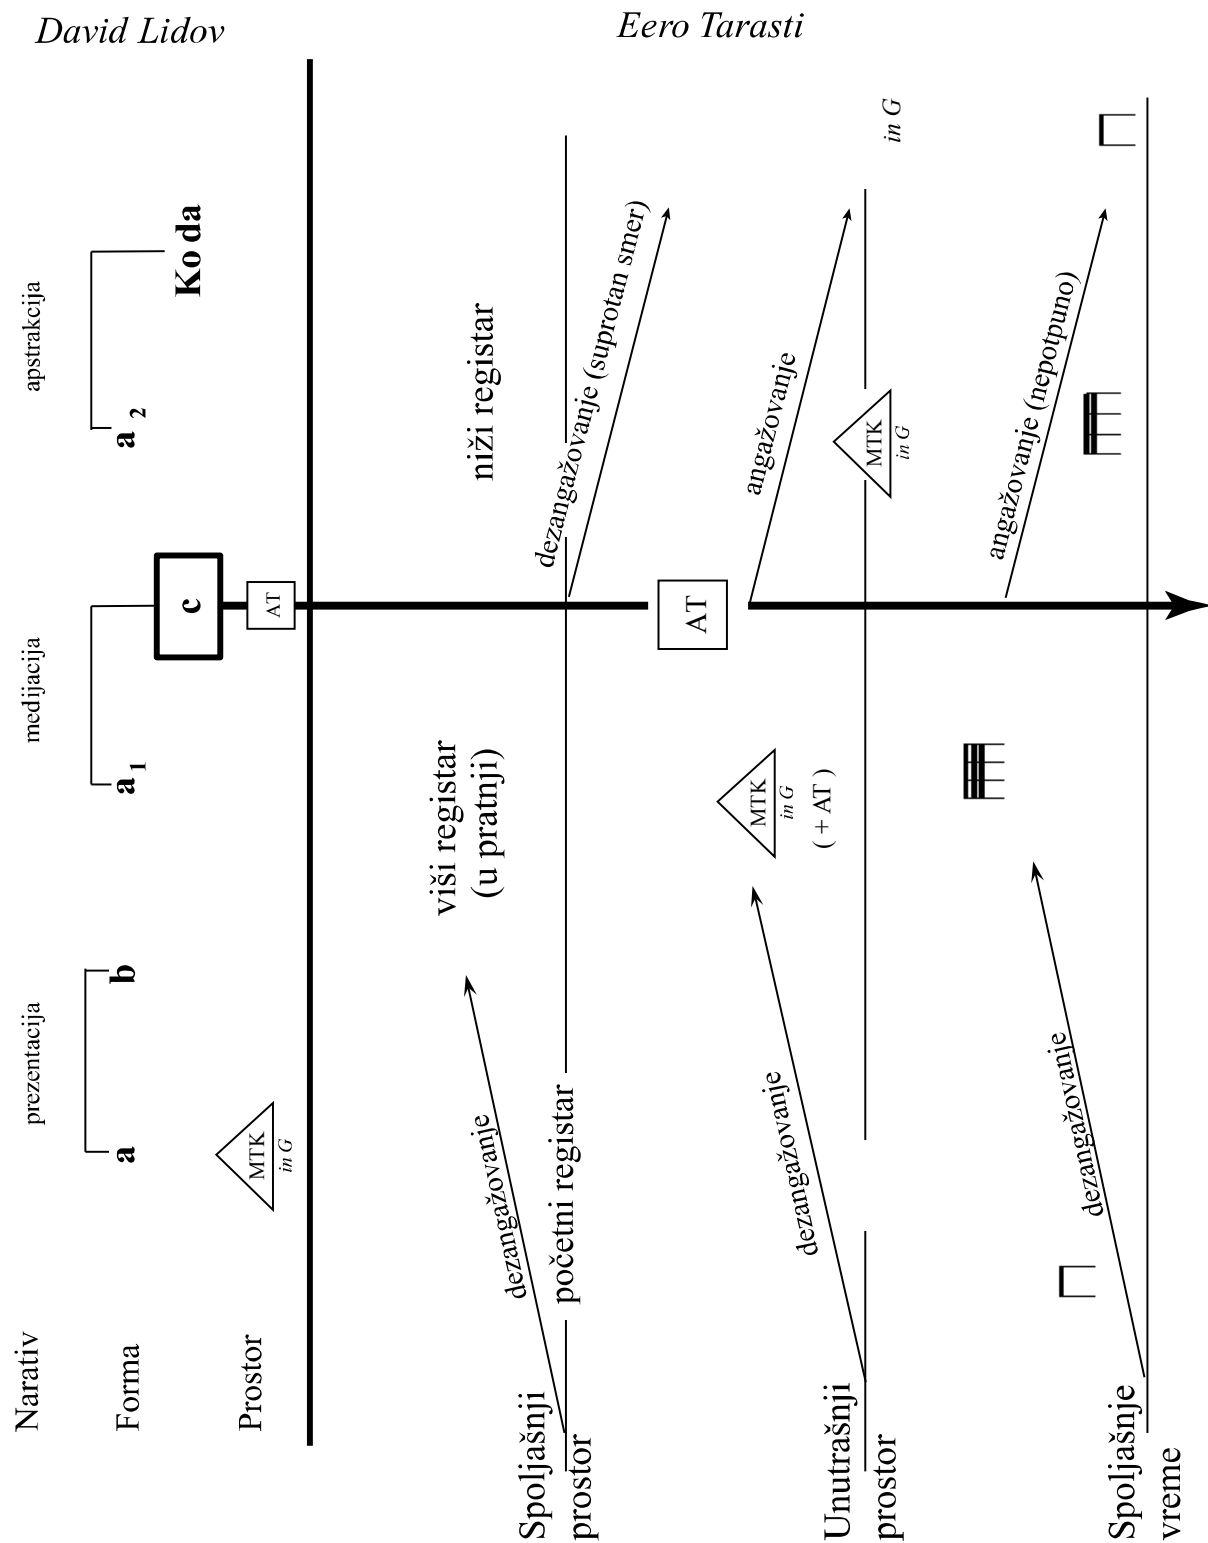 David Lidov
Eero Tarasti
Narativ
prezentacija
medijacija
apstrakcija
Forma
a
b
a 1
c
a 2
Koda
Prostor
MTK
in G
AT
Spoljašnji
prostor
dezangažovanje
početni registar
viši registar
(u pratnji)
niži registar
dezangažovanje (suprotan smer)
Unutrašnji
prostor
dezangažovanje
MTK
in G
( + AT )
AT
angažovanje
MTK
in G
in G
Spoljašnje
vreme
dezangažovanje
angažovanje (nepotpuno)